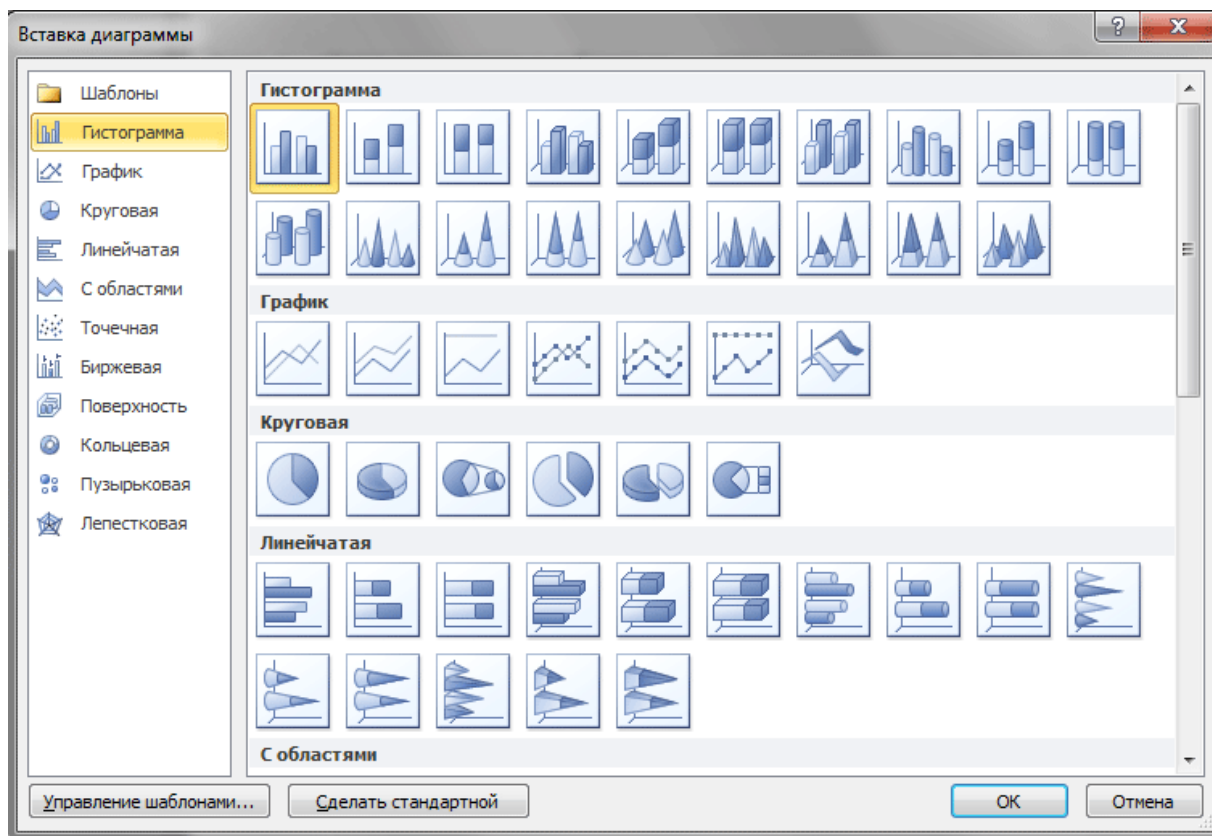 Вставка диаграммы
Шаблоны
Гистограмма
График
Круговая
Линейчатая
С областями
Точечная
Биржевая
Поверхность
Кольцевая
Пузырьковая
Лепестковая
Гистограмма
График
Круговая
Линейчатая
С областями
Управление шаблонами...
Сделать стандартной
ОК
Отмена